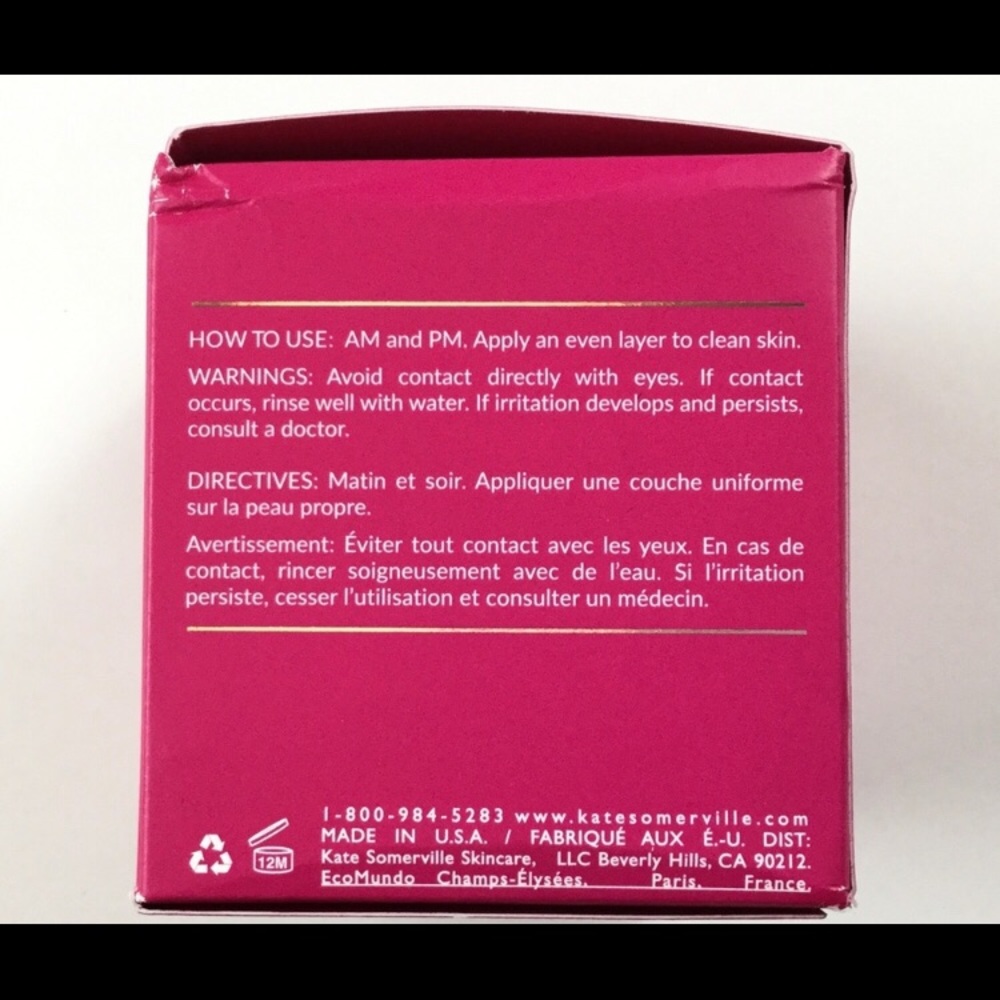 HOW TO USE: AM and PM. Apply an even layer to clean skin.
WARNINGS: Avoid contact directly with eyes. If contact
occurs, rinse well with water. If irritation develops and persists,
consult a doctor.
DIRECTIVES: Matin et soir. Appliquer une couche uniforme
sur la peau propre.
Avertissement: Éviter tout contact avec les yeux. En cas de
contact, rincer soigneusement avec de l'eau. Si l'irritation
persiste, cesser l'utilisation et consulter un médecin.
1-800-984-5283 www.katesomerville.com
MADE IN U.S.A. / FABRIQUÉ AUX É.-U. DIST:
Kate Somerville Skincare, LLC Beverly Hills, CA 90212.
12M
EcoMundo Champs-Élysées. Paris. France.